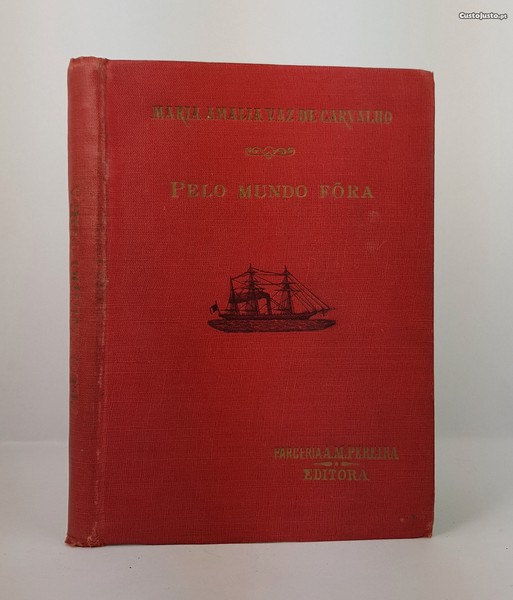 CustoJusto.pt
MARIA AMALIA VAZ DE CARVALHO
PELO MUNDO FÓRA
PARCERIA A. M. PEREIRA
EDITORA